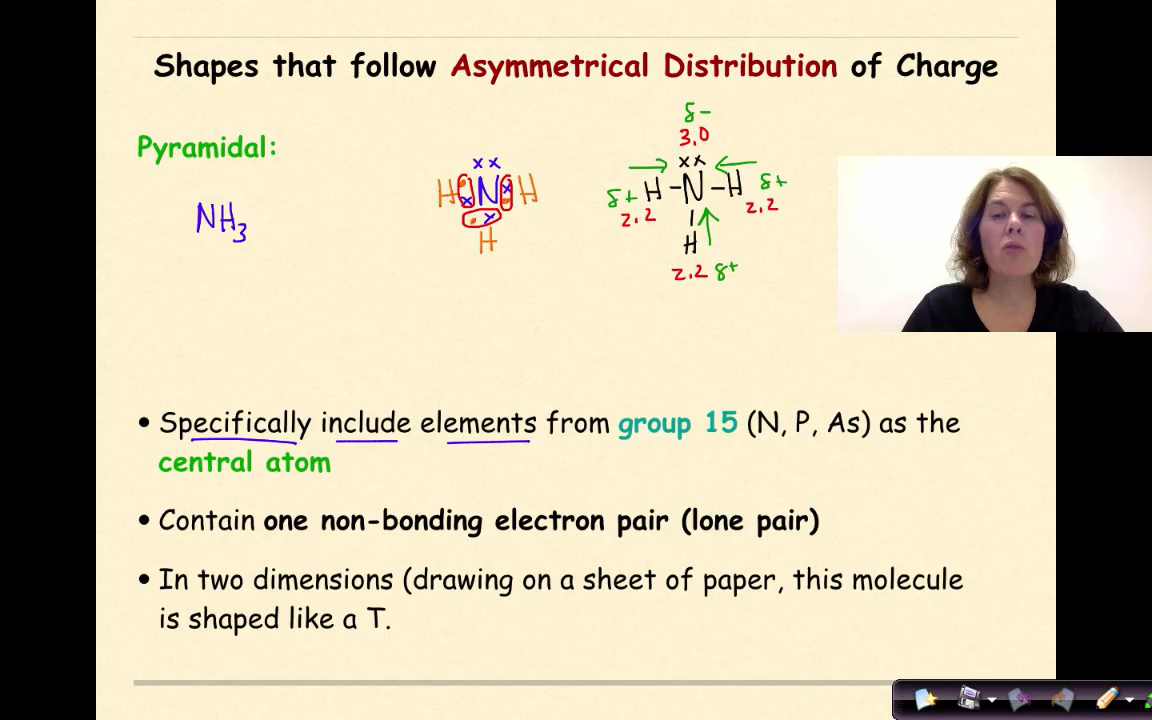 Shapes that follow Asymmetrical Distribution of Charge
Pyramidal:
NH3
xx
H N H
x
x
x
H
δ-
3.0
xx
δ+ H - N - H δ+
2.2
2.2
H
2.2 δ+
• Specifically include elements from group 15 (N, P, As) as the
central atom
• Contain one non-bonding electron pair (lone pair)
• In two dimensions (drawing on a sheet of paper, this molecule
is shaped like a T.